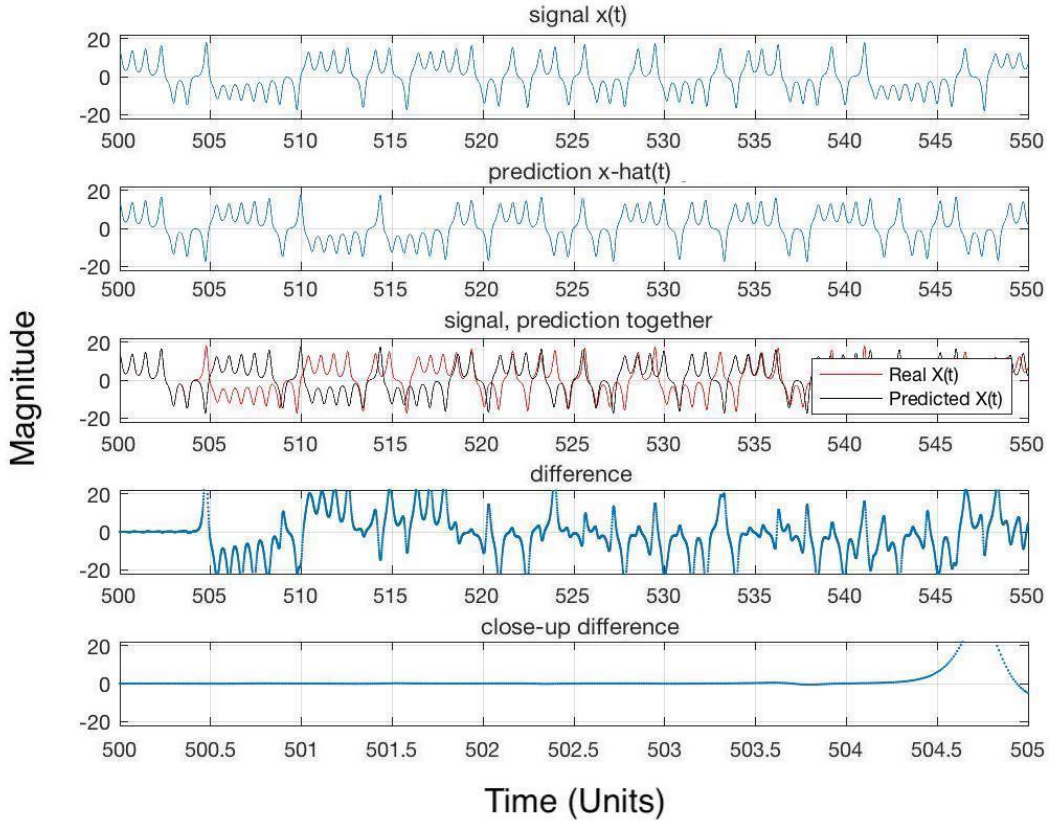 signal x(t)
20
0
-20
500 505 510 515 520 525 530 535 540 545 550
prediction x-hat(t)
20
0
-20
500 505 510 515 520 525 530 535 540 545 550
signal, prediction together
20
0
-20
Real X(t)
Predicted X(t)
500 505 510 515 520 525 530 535 540 545 550
Magnitude
difference
20
0
-20
500 505 510 515 520 525 530 535 540 545 550
close-up difference
20
0
-20
500 500.5 501 501.5 502 502.5 503 503.5 504 504.5 505
Time (Units)